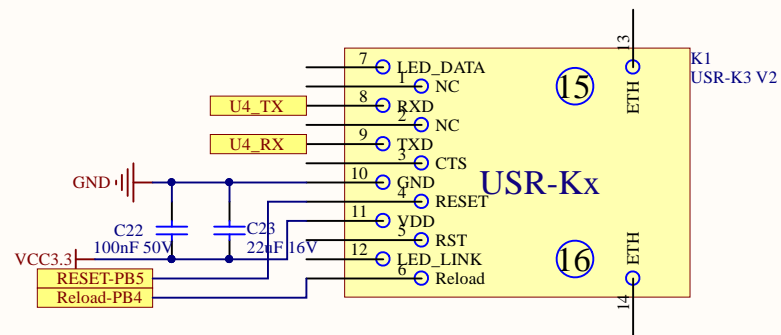 13
K1
USR-K3 V2
7 LED_DATA
1 NC
15
ETH
U4_TX 8 RXD
2 NC
U4_RX 9 TXD
3 CTS
GND 10 GND
USR-Kx
4 RESET
C22 C23 11 VDD
100nF 50V 22uF 16V
5 RST
VCC3.3 12 LED_LINK
16
ETH
RESET-PB5
6 Reload
Reload-PB4
14